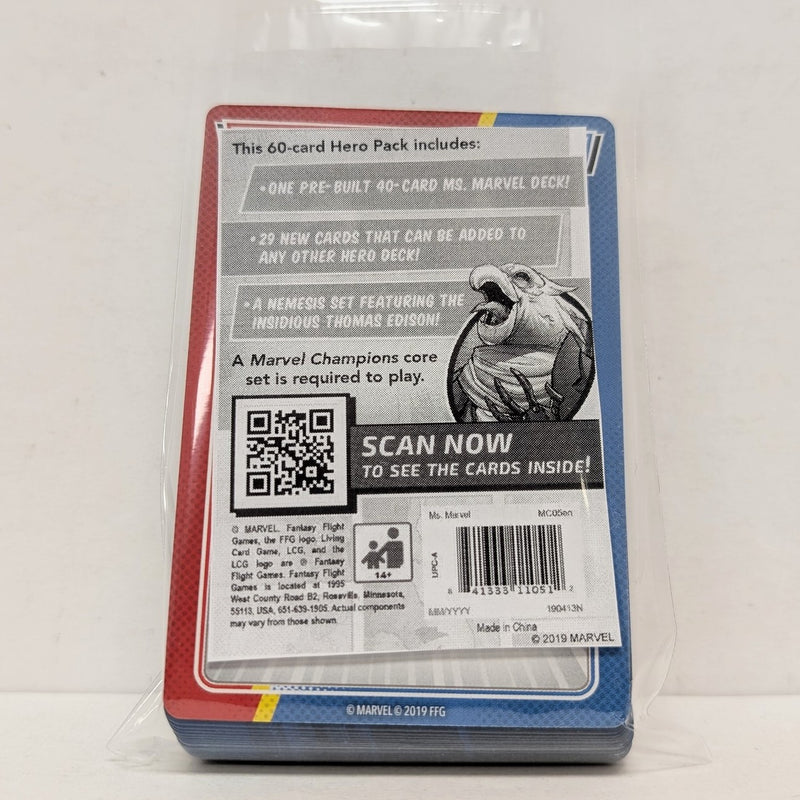 This 60-card Hero Pack includes:
• ONE PRE-BUILT 40-CARD MS. MARVEL DECK!
• 29 NEW CARDS THAT CAN BE ADDED TO
ANY OTHER HERO DECK!
• A NEMESIS SET FEATURING THE
INSIDIOUS THOMAS EDISON!
A Marvel Champions core
set is required to play.
SCAN NOW
TO SEE THE CARDS INSIDE!
© MARVEL. Fantasy Flight
Games, the FFG logo, Living
Card Game, LCG, and the
LCG logo are ® Fantasy
Flight Games. Fantasy Flight
Games is located at 1995
West County Road B2, Roseville, Minnesota,
55113, USA, 651-639-1905. Actual components
may vary from those shown.
14+
Ms. Marvel MC05en
UPC-A
8 41333 11051 2
MM/YYYY 190413N
Made in China
© 2019 MARVEL
© MARVEL © 2019 FFG